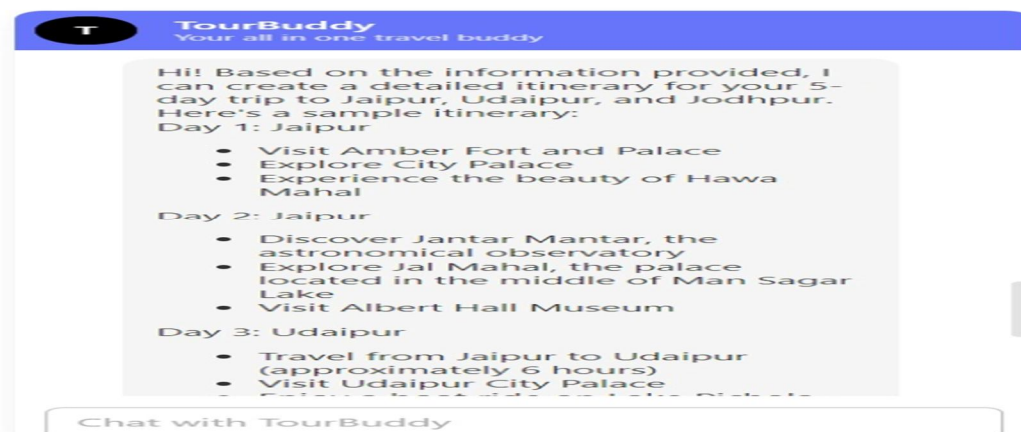 T
TourBuddy
Your all in one travel buddy
Hi! Based on the information provided, I
can create a detailed itinerary for your 5-
day trip to Jaipur, Udaipur, and Jodhpur.
Here's a sample itinerary:
Day 1: Jaipur
• Visit Amber Fort and Palace
• Explore City Palace
• Experience the beauty of Hawa
Mahal
Day 2: Jaipur
• Discover Jantar Mantar, the
astronomical observatory
• Explore Jal Mahal, the palace
located in the middle of Man Sagar
Lake
• Visit Albert Hall Museum
Day 3: Udaipur
• Travel from Jaipur to Udaipur
(approximately 6 hours)
• Visit Udaipur City Palace
Chat with TourBuddy